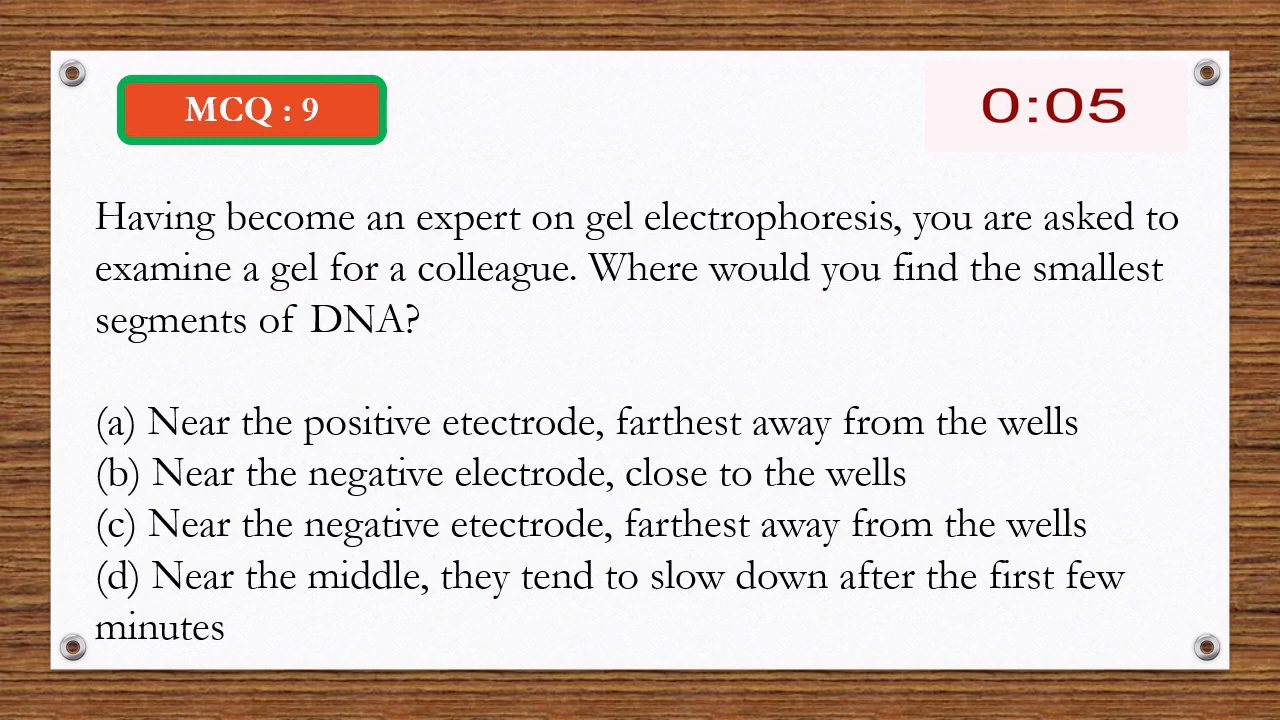 MCQ : 9
0:05
Having become an expert on gel electrophoresis, you are asked to
examine a gel for a colleague. Where would you find the smallest
segments of DNA?
(a) Near the positive etectrode, farthest away from the wells
(b) Near the negative electrode, close to the wells
(c) Near the negative etectrode, farthest away from the wells
(d) Near the middle, they tend to slow down after the first few
minutes